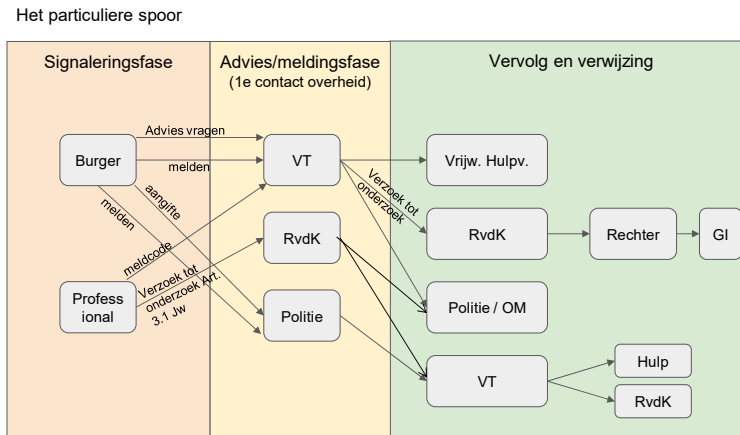 Het particuliere spoor
Signaleringsfase
Advies/meldingsfase
(1e contact overheid)
Vervolg en verwijzing
Burger
Advies vragen
melden
aangifte
melden
VT
Vrijw. Hulpv.
Verzoek tot
onderzoek
RvdK
RvdK
Rechter
GI
meldcode
Verzoek tot
onderzoek Art.
3.1 Jw
Profess
ional
Politie
Politie / OM
VT
Hulp
RvdK